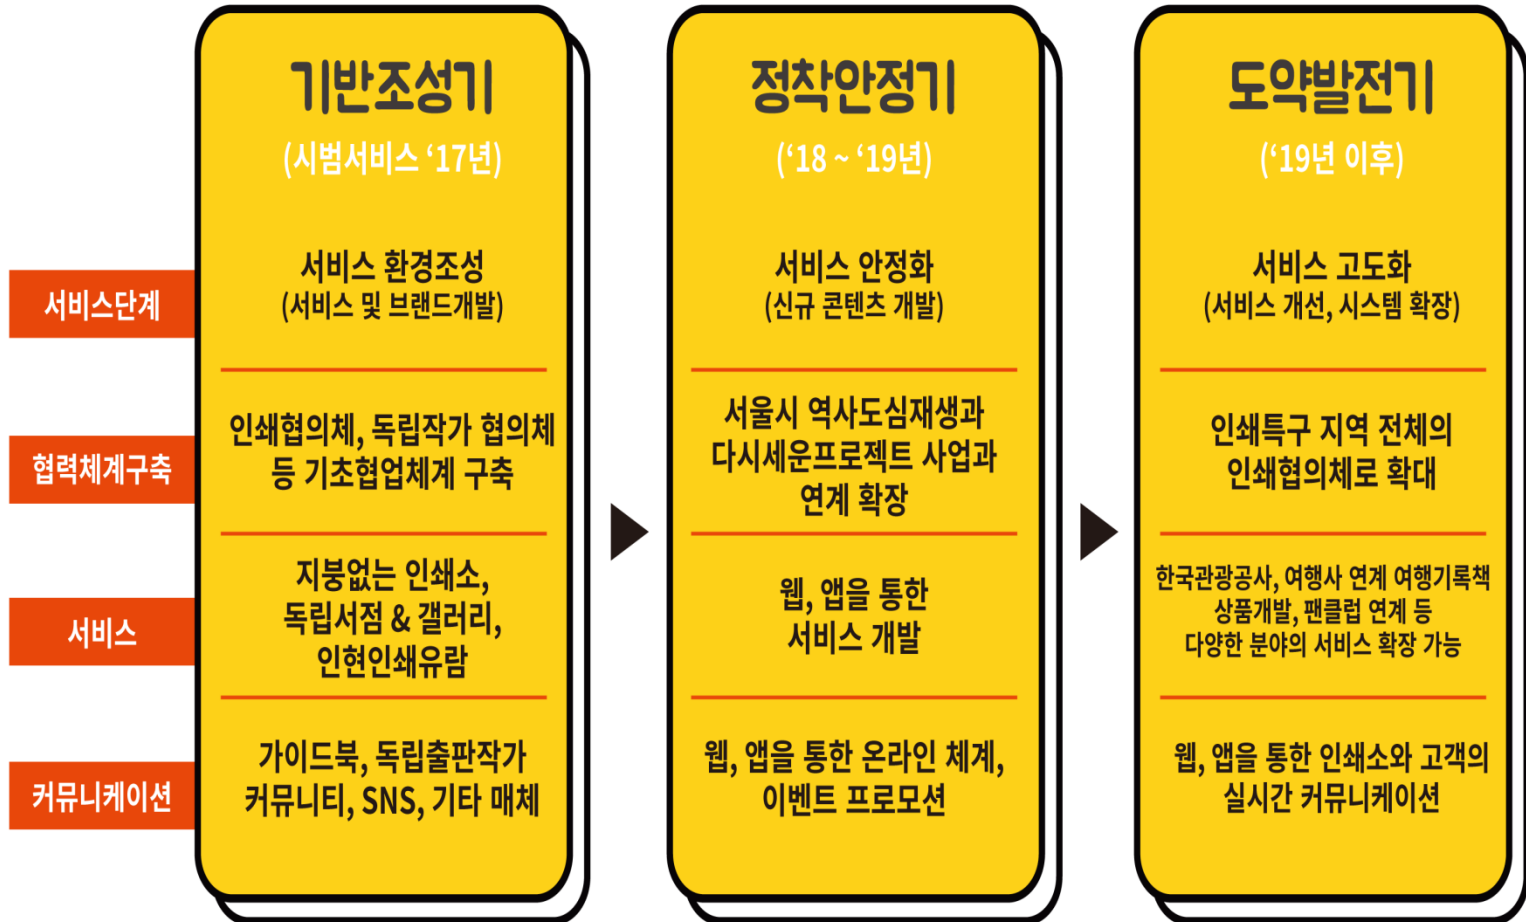 기반조성기
(시범서비스 ‘17년)
정착안정기
(‘18 ~ ‘19년)
도약발전기
(‘19년 이후)
서비스단계
서비스 환경조성
(서비스 및 브랜드개발)
서비스 안정화
(신규 콘텐츠 개발)
서비스 고도화
(서비스 개선, 시스템 확장)
협력체계구축
인쇄협의체, 독립작가 협의체
등 기초협업체계 구축
서울시 역사도심재생과
다시세운프로젝트 사업과
연계 확장
인쇄특구 지역 전체의
인쇄협의체로 확대
서비스
지붕없는 인쇄소,
독립서점 & 갤러리,
인현인쇄유람
웹, 앱을 통한
서비스 개발
한국관광공사, 여행사 연계 여행기록책
상품개발, 팬클럽 연계 등
다양한 분야의 서비스 확장 가능
커뮤니케이션
가이드북, 독립출판작가
커뮤니티, SNS, 기타 매체
웹, 앱을 통한 온라인 체계,
이벤트 프로모션
웹, 앱을 통한 인쇄소와 고객의
실시간 커뮤니케이션